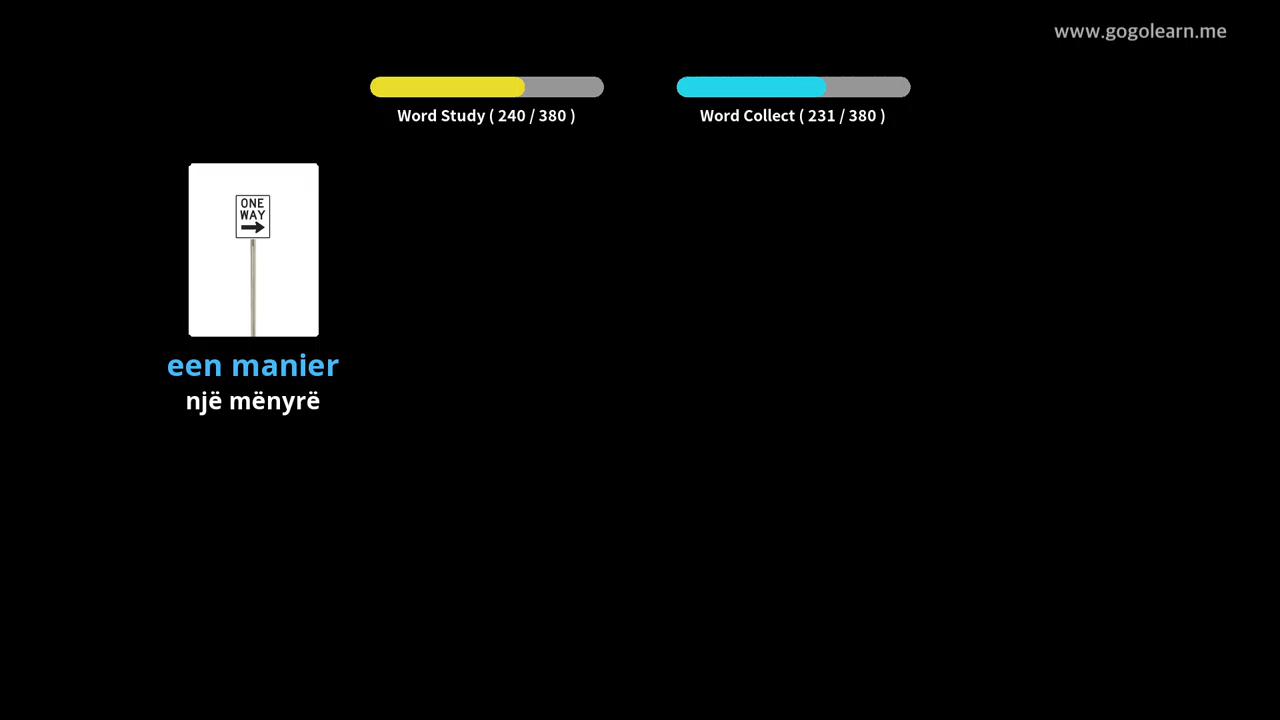 www.gogolearn.me
Word Study ( 240 / 380 )
Word Collect ( 231 / 380 )
ONE
WAY
een manier
një mënyrë